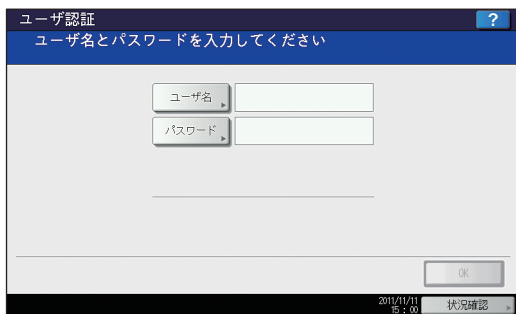 ユーザ認証
?
ユーザ名とパスワードを入力してください
ユーザ名
パスワード
OK
2011/11/11
15:00
状況確認